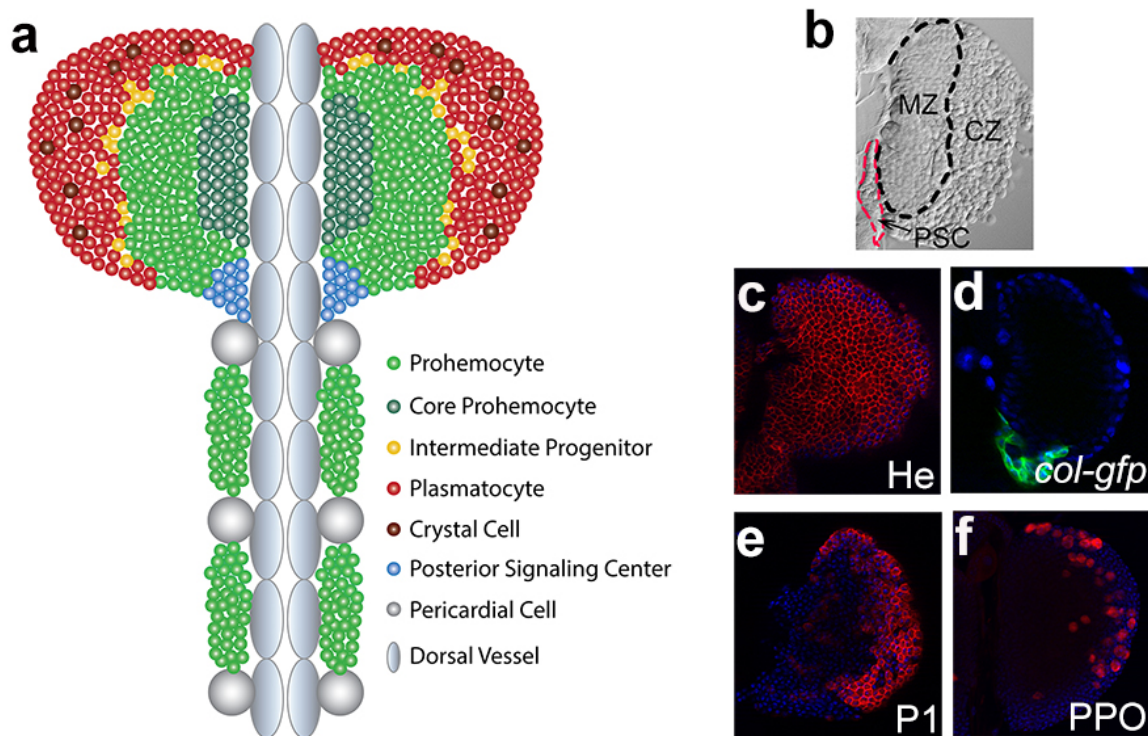 a
Prohemocyte
Core Prohemocyte
Intermediate Progenitor
Plasmatocyte
Crystal Cell
Posterior Signaling Center
Pericardial Cell
Dorsal Vessel
b
MZ
CZ
PSC
c
He
d
col-gfp
e
P1
f
PPO